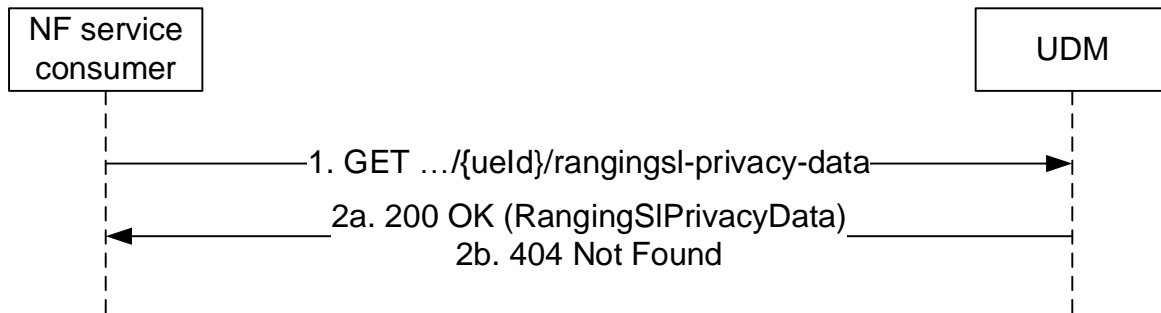 NF service
consumer
UDM
1. GET …/{ueId}/rangingsl-privacy-data
2a. 200 OK (RangingSlPrivacyData)
2b. 404 Not Found